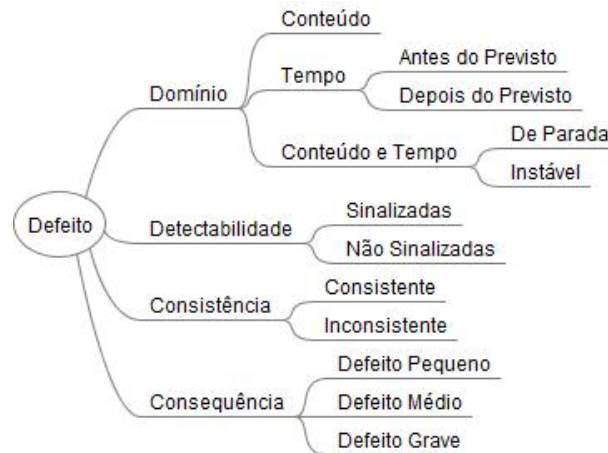 Defeito
Domínio
Conteúdo
Tempo
Antes do Previsto
Depois do Previsto
Conteúdo e Tempo
De Parada
Instável
Detectabilidade
Sinalizadas
Não Sinalizadas
Consistência
Consistente
Inconsistente
Consequência
Defeito Pequeno
Defeito Médio
Defeito Grave